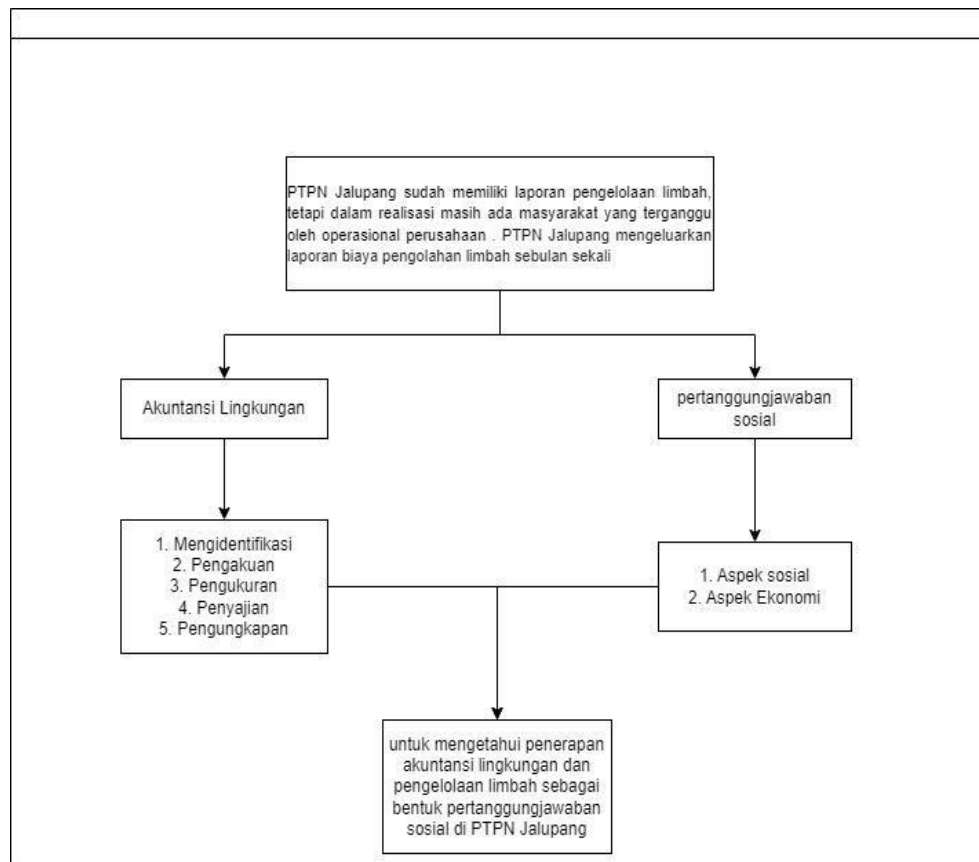 PTPN Jalupang sudah memiliki laporan pengelolaan limbah,
tetapi dalam realisasi masih ada masyarakat yang terganggu
oleh operasional perusahaan . PTPN Jalupang mengeluarkan
laporan biaya pengolahan limbah sebulan sekali
Akuntansi Lingkungan
pertanggungjawaban
sosial
1. Mengidentifikasi
2. Pengakuan
3. Pengukuran
4. Penyajian
5. Pengungkapan
1. Aspek sosial
2. Aspek Ekonomi
untuk mengetahui penerapan
akuntansi lingkungan dan
pengelolaan limbah sebagai
bentuk pertanggungjawaban
sosial di PTPN Jalupang